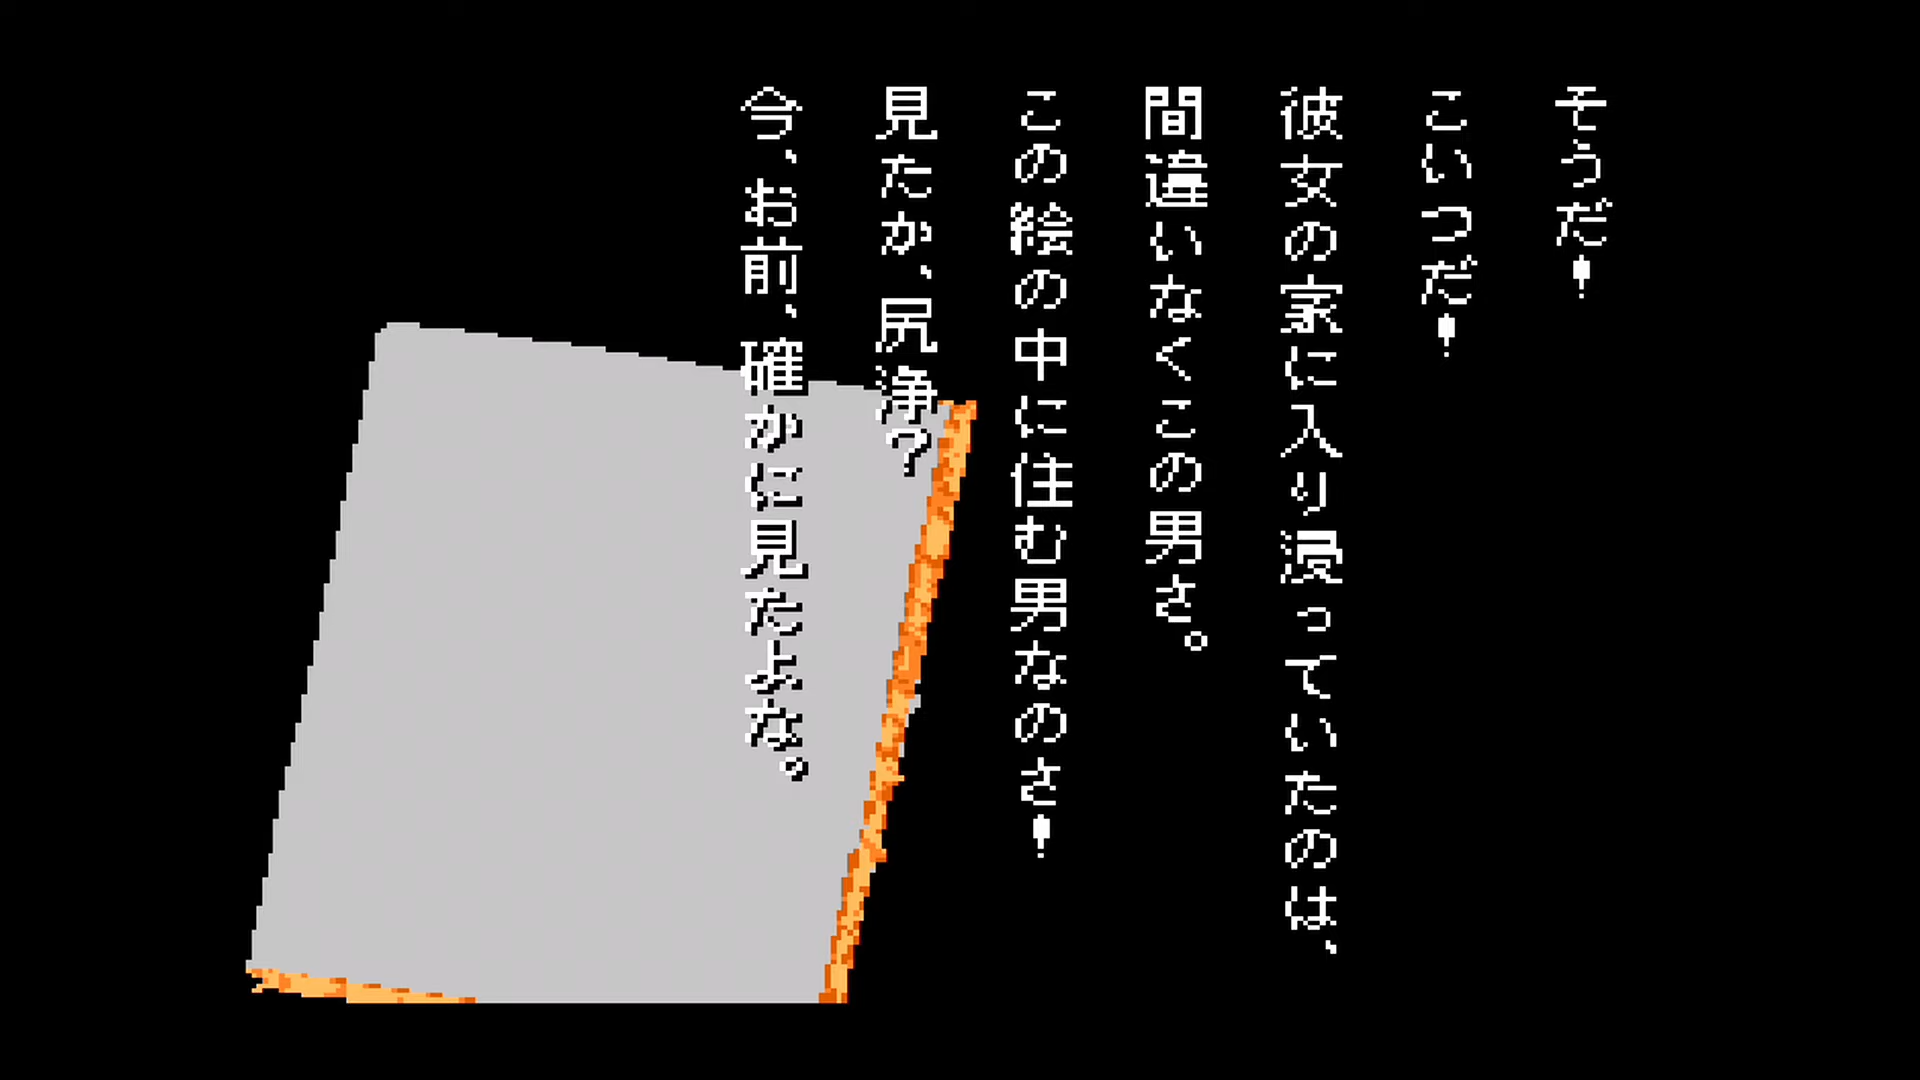 そうだ！
こいつだ！
彼女の家に入り浸っていたのは、
間違いなくこの男さ。
この絵の中に住む男なのさ！
見たか、尻浄？
今、お前、確かに見たよな。